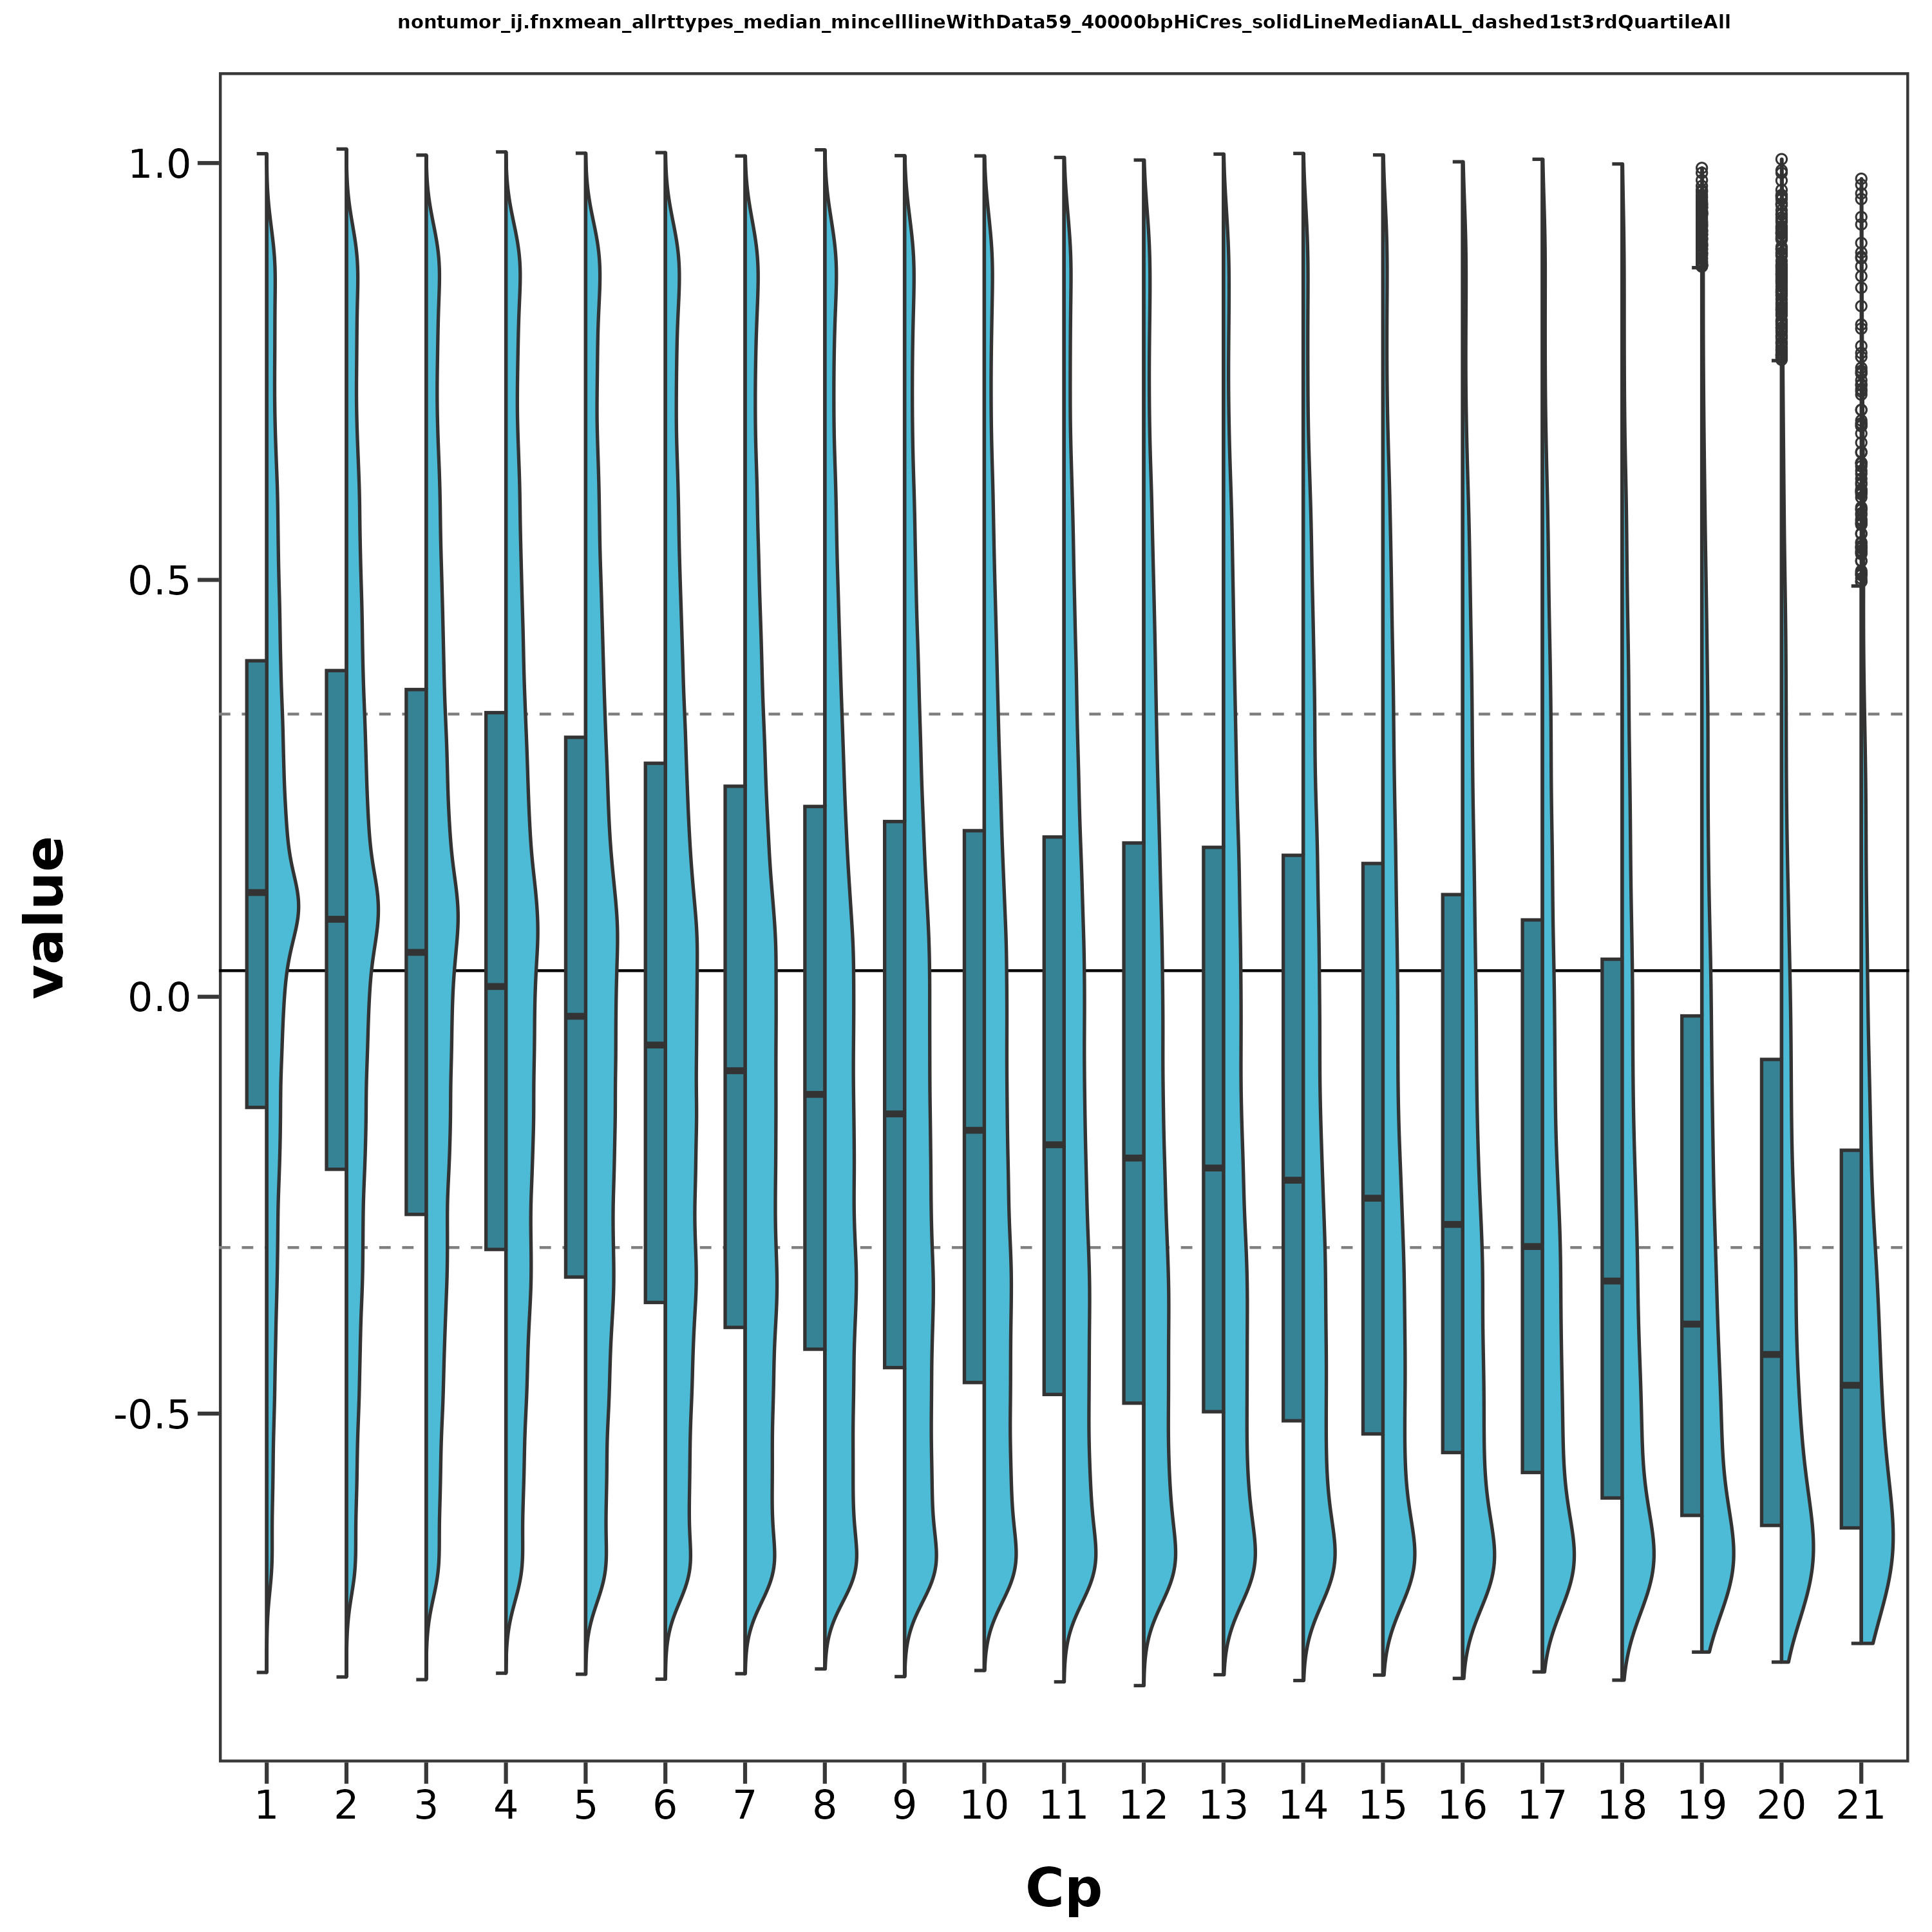 nontumor_ij.fnxmean_allrttypes_median_mincelllineWithData59_40000bpHiCres_solidLineMedianALL_dashed1st3rdQuartileAll
1.0
0.5
0.0
-0.5
value
1 2 3 4 5 6 7 8 9 10 11 12 13 14 15 16 17 18 19 20 21
Cp